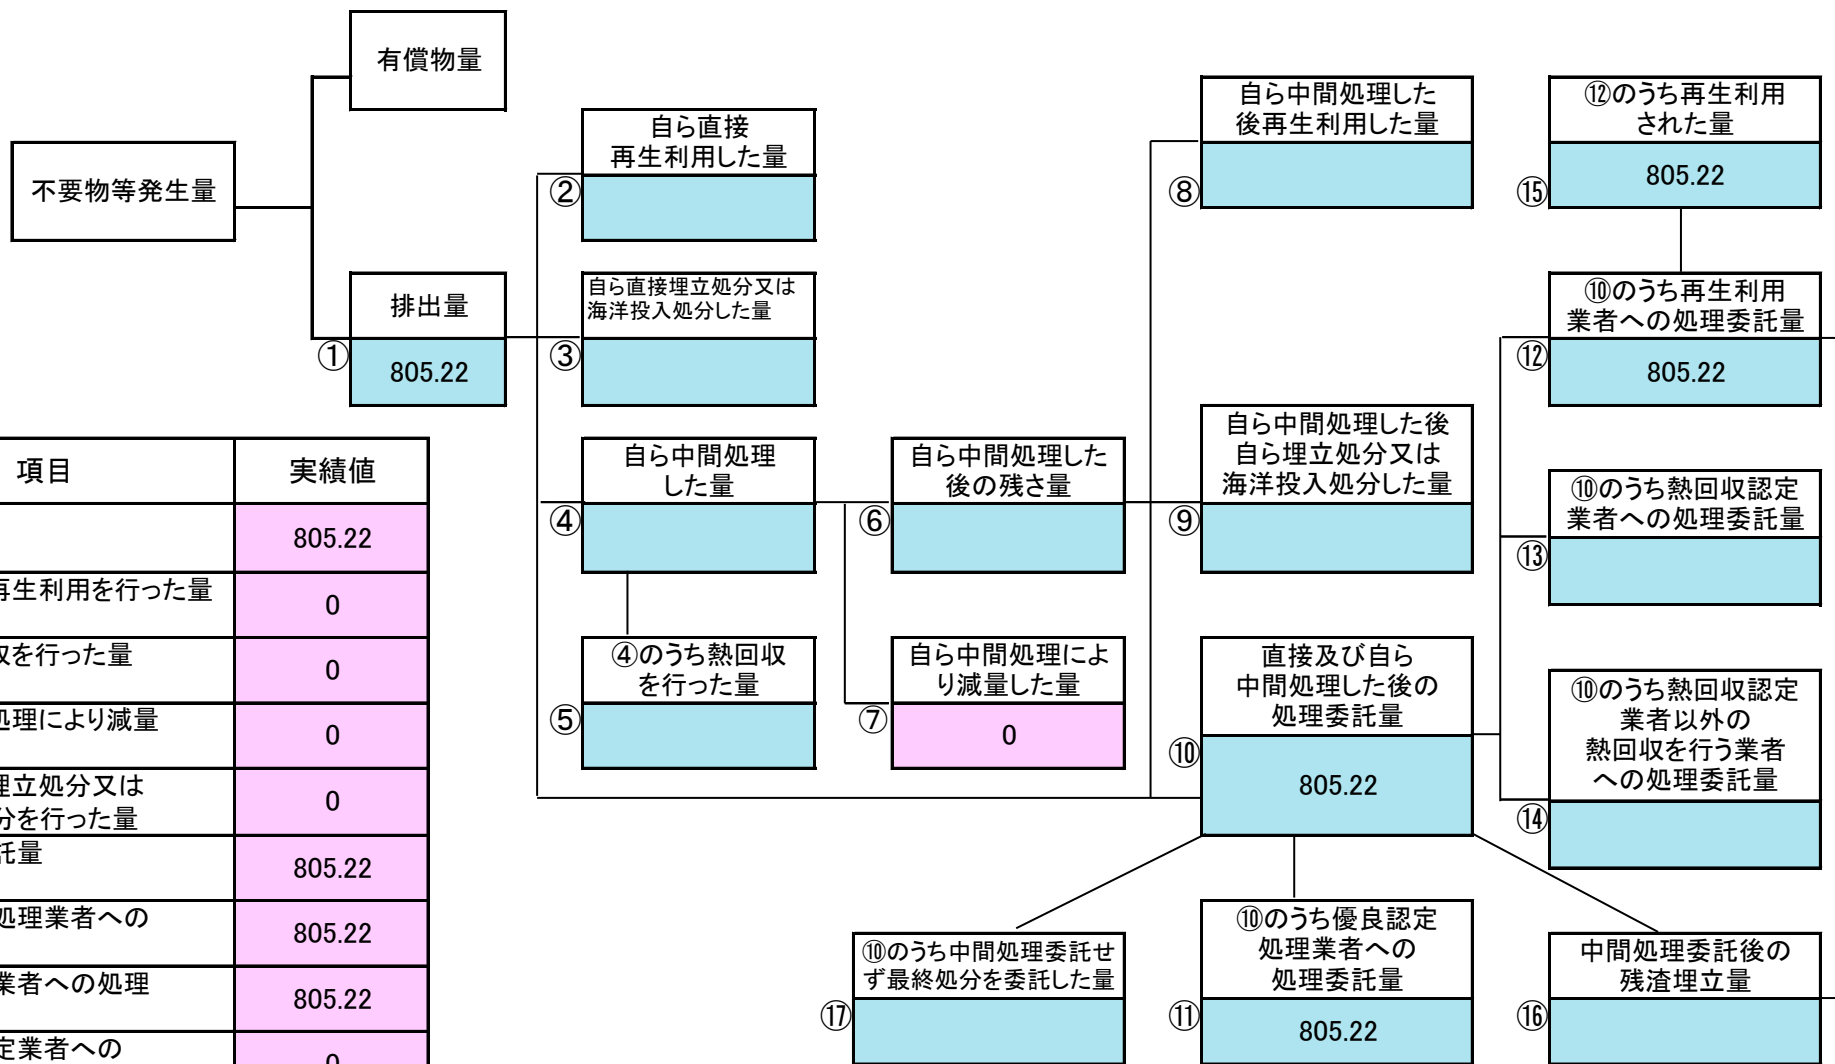 有償物量
不要物等発生量
排出量
①
805.22
自ら直接
再生利用した量
②
自ら直接埋立処分又は
海洋投入処分した量
③
自ら中間処理
した量
④
④のうち熱回収
を行った量
⑤
自ら中間処理した
後の残さ量
⑥
自ら中間処理によ
り減量した量
⑦
0
自ら中間処理した
後再生利用した量
⑧
自ら中間処理した後
自ら埋立処分又は
海洋投入処分した量
⑨
直接及び自ら
中間処理した後の
処理委託量
⑩
805.22
⑫のうち再生利用
された量
⑮
805.22
⑩のうち再生利用
業者への処理委託量
⑫
805.22
⑩のうち熱回収認定
業者への処理委託量
⑬
⑩のうち熱回収認定
業者以外の
熱回収を行う業者
への処理委託量
⑭
⑩のうち中間処理委託せ
ず最終処分を委託した量
⑰
⑩のうち優良認定
処理業者への
処理委託量
⑪
805.22
中間処理委託後の
残渣埋立量
⑯
項目 実績値
805.22
再生利用を行った量
0
を行った量
0
処理により減量
0
埋立処分又は
分を行った量
0
託量
805.22
処理業者への
805.22
業者への処理
805.22
定業者への
0